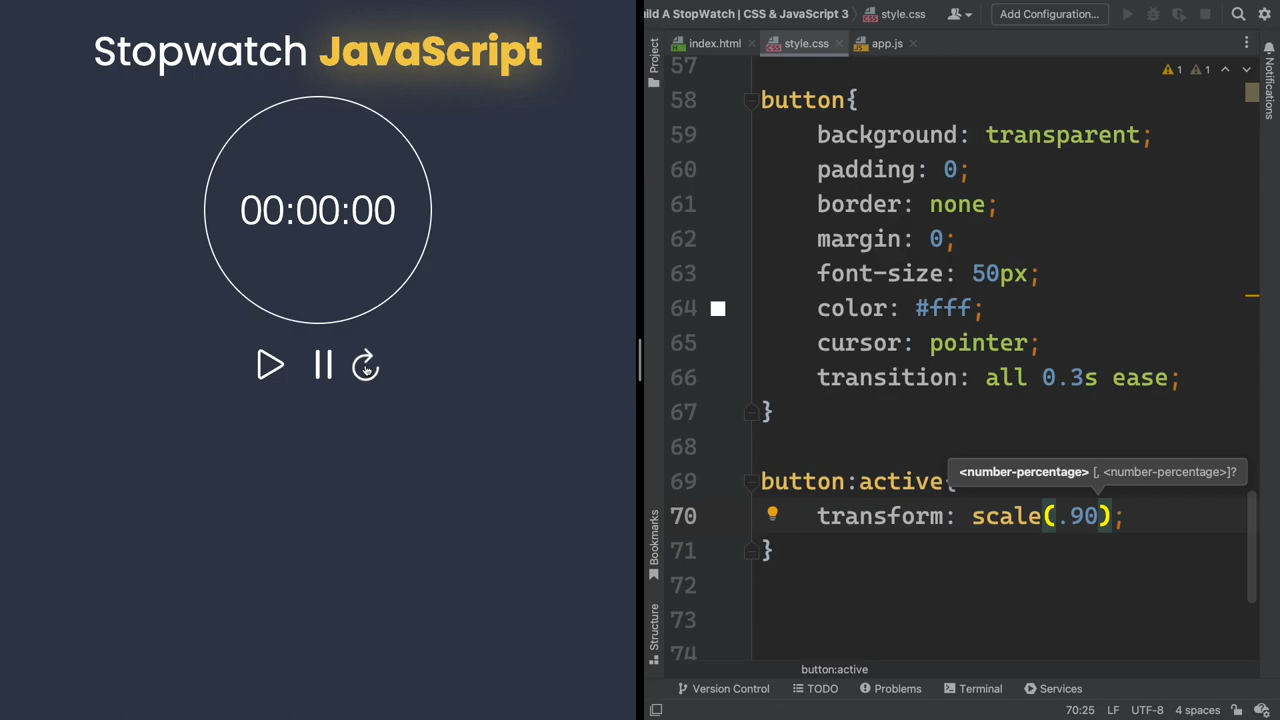 Stopwatch JavaScript
00:00:00
uild A StopWatch | CSS & JavaScript 3
style.css
Add Configuration...
index.html
style.css
app.js
Project
Bookmarks
Structure
Notifications
1
1
57
58 button{
59 background: transparent;
60 padding: 0;
61 border: none;
62 margin: 0;
63 font-size: 50px;
64 color: #fff;
65 cursor: pointer;
66 transition: all 0.3s ease;
67 }
68
<number-percentage> [, <number-percentage>]?
69 button:active{
70 transform: scale(.90);
71 }
72
73
74
button:active
Version Control
TODO
Problems
Terminal
Services
70:25 LF UTF-8 4 spaces